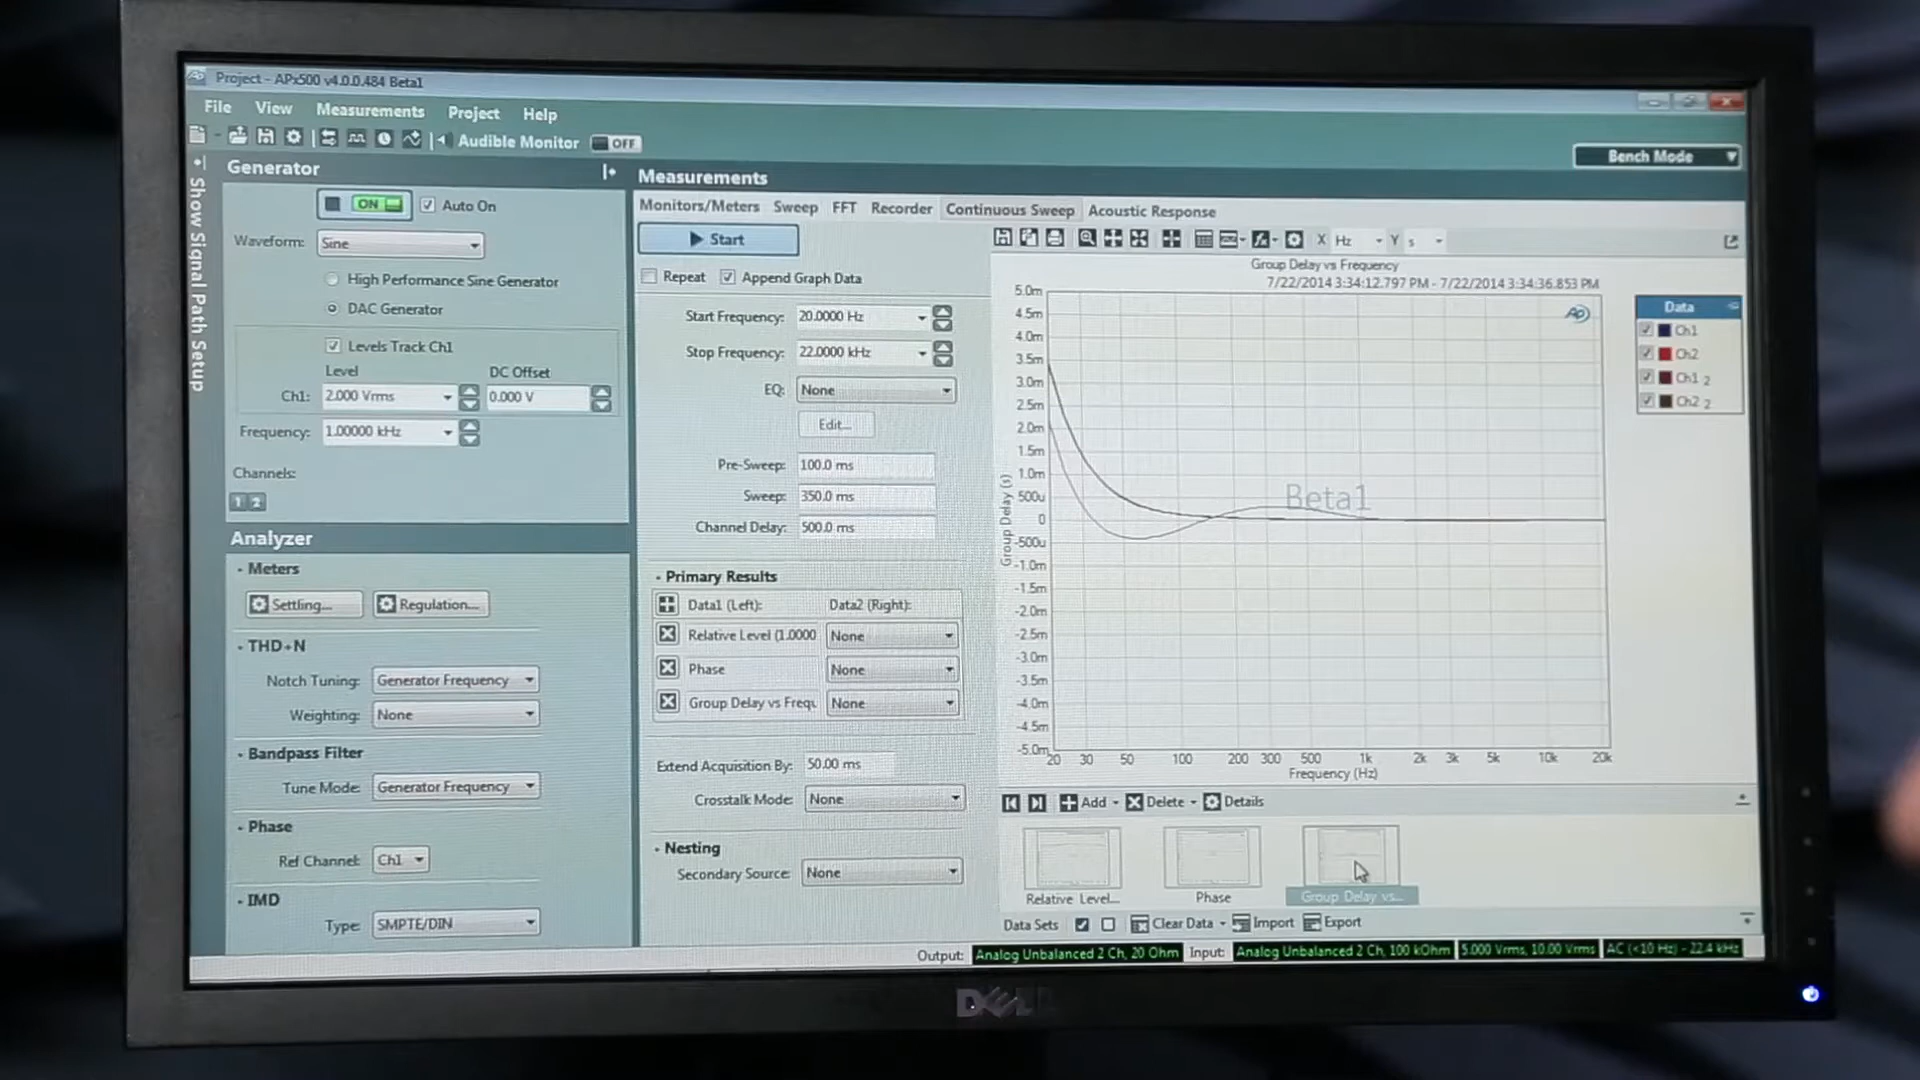 Project - APx500 v4.0.0.484 Beta1
File View Measurements Project Help
Audible Monitor OFF
Bench Mode
Show Signal Path Setup
Generator
ON Auto On
Waveform: Sine
High Performance Sine Generator
DAC Generator
Levels Track Ch1
Level DC Offset
Ch1: 2.000 Vrms 0.000 V
Frequency: 1.00000 kHz
Channels:
1 2
Analyzer
Meters
Settling... Regulation...
THD+N
Notch Tuning: Generator Frequency
Weighting: None
Bandpass Filter
Tune Mode: Generator Frequency
Phase
Ref Channel: Ch1
IMD
Type: SMPTE/DIN
Measurements
Monitors/Meters Sweep FFT Recorder Continuous Sweep Acoustic Response
Start
Repeat Append Graph Data
Start Frequency: 20.0000 Hz
Stop Frequency: 22.0000 kHz
EQ: None
Edit...
Pre-Sweep: 100.0 ms
Sweep: 350.0 ms
Channel Delay: 500.0 ms
Primary Results
Data1 (Left): Data2 (Right):
Relative Level (1.0000 None
Phase None
Group Delay vs Frequ None
Extend Acquisition By: 50.00 ms
Crosstalk Mode: None
Nesting
Secondary Source: None
X Hz Y s
Group Delay vs Frequency
7/22/2014 3:34:12.797 PM - 7/22/2014 3:34:36.853 PM
5.0m
4.5m
4.0m
3.5m
3.0m
2.5m
2.0m
1.5m
1.0m
500u
0
-500u
-1.0m
-1.5m
-2.0m
-2.5m
-3.0m
-3.5m
-4.0m
-4.5m
-5.0m
Group Delay (s)
Beta1
20 30 50 100 200 300 500 1k 2k 3k 5k 10k 20k
Frequency (Hz)
Data
Ch1
Ch2
Ch1 2
Ch2 2
Add Delete Details
Relative Level... Phase Group Delay vs...
Data Sets Clear Data Import Export
Output: Analog Unbalanced 2 Ch, 20 Ohm Input: Analog Unbalanced 2 Ch, 100 kOhm 5.000 Vrms, 10.00 Vrms AC (<10 Hz) - 22.4 kHz
DELL